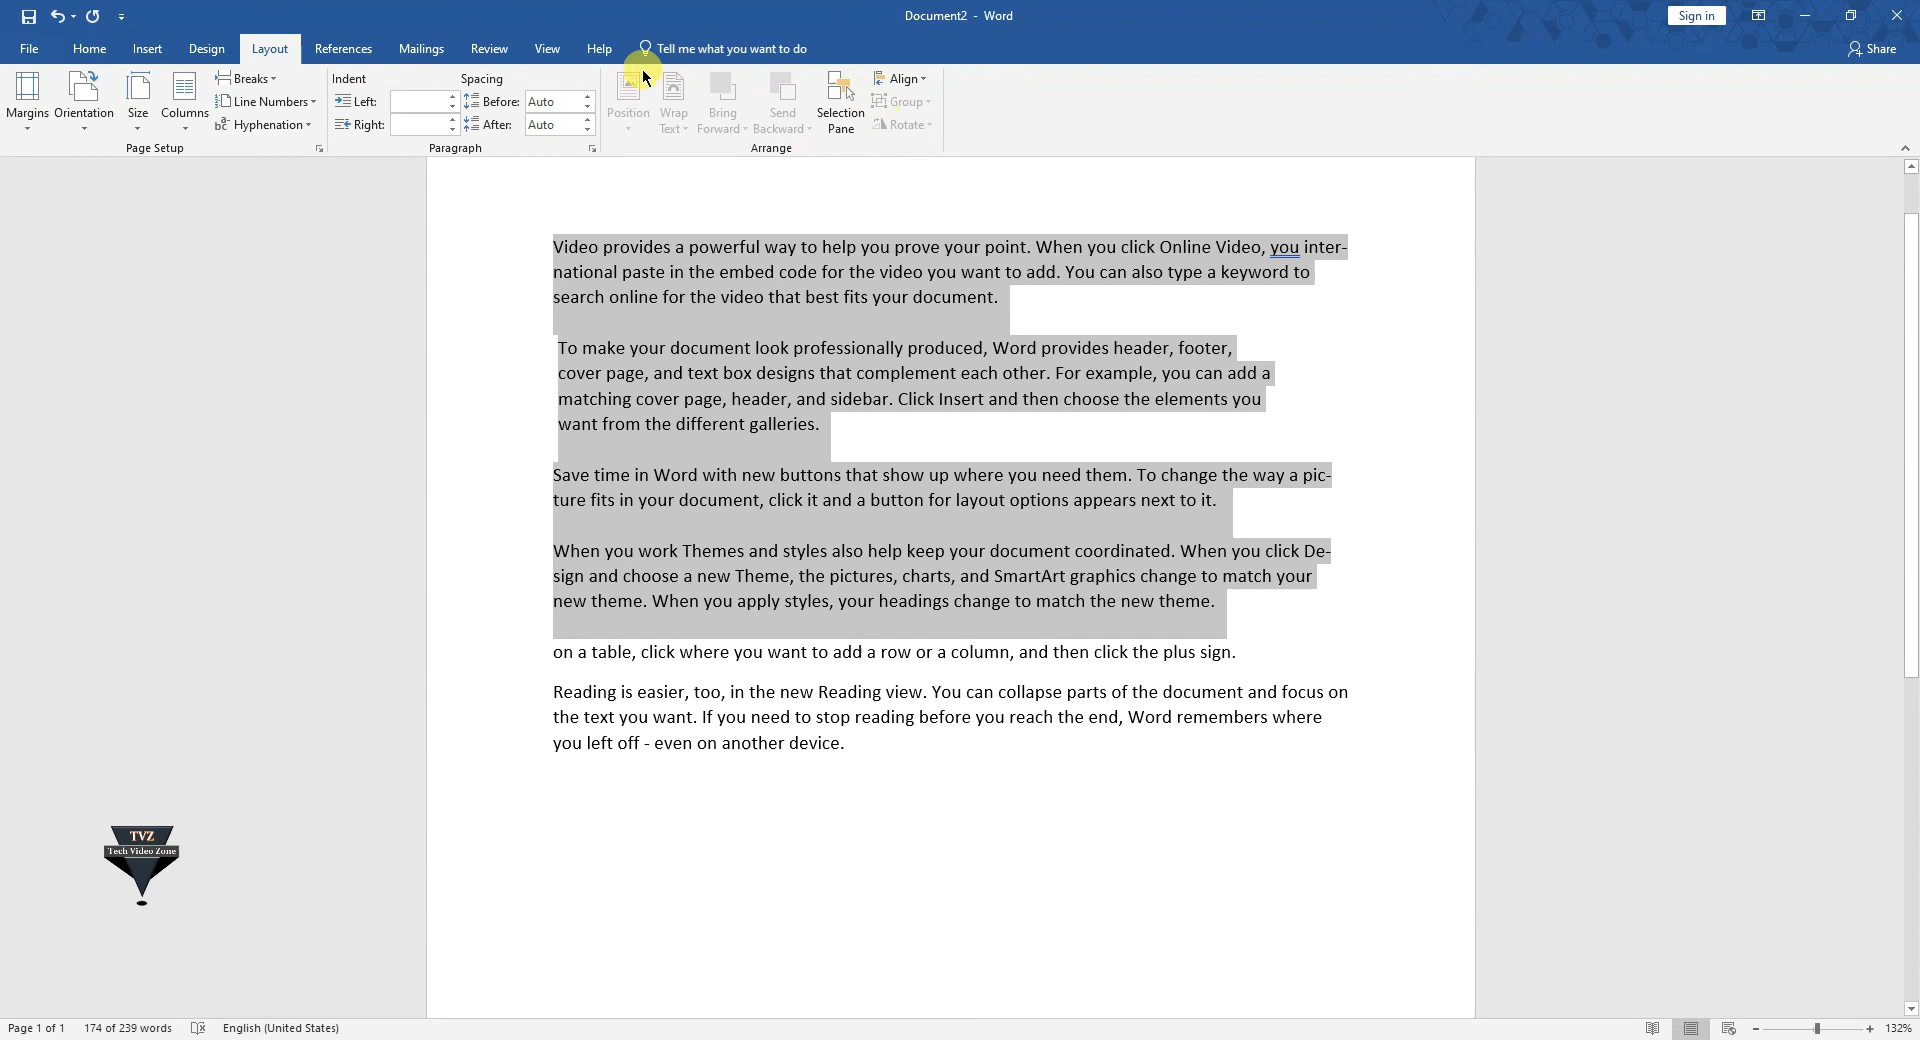 Document2 - Word
Sign in
File Home Insert Design Layout References Mailings Review View Help Tell me what you want to do Share
Margins Orientation Size Columns
Breaks
Line Numbers
Hyphenation
Page Setup
Indent Spacing
Left: Before: Auto
Right: After: Auto
Paragraph
Position
Wrap Text
Bring Forward
Send Backward
Selection Pane
Align
Group
Rotate
Arrange
Video provides a powerful way to help you prove your point. When you click Online Video, you inter-
national paste in the embed code for the video you want to add. You can also type a keyword to
search online for the video that best fits your document.
To make your document look professionally produced, Word provides header, footer,
cover page, and text box designs that complement each other. For example, you can add a
matching cover page, header, and sidebar. Click Insert and then choose the elements you
want from the different galleries.
Save time in Word with new buttons that show up where you need them. To change the way a pic-
ture fits in your document, click it and a button for layout options appears next to it.
When you work Themes and styles also help keep your document coordinated. When you click De-
sign and choose a new Theme, the pictures, charts, and SmartArt graphics change to match your
new theme. When you apply styles, your headings change to match the new theme.
on a table, click where you want to add a row or a column, and then click the plus sign.
Reading is easier, too, in the new Reading view. You can collapse parts of the document and focus on
the text you want. If you need to stop reading before you reach the end, Word remembers where
you left off - even on another device.
TVZ
Tech Video Zone
Page 1 of 1 174 of 239 words English (United States) 132%